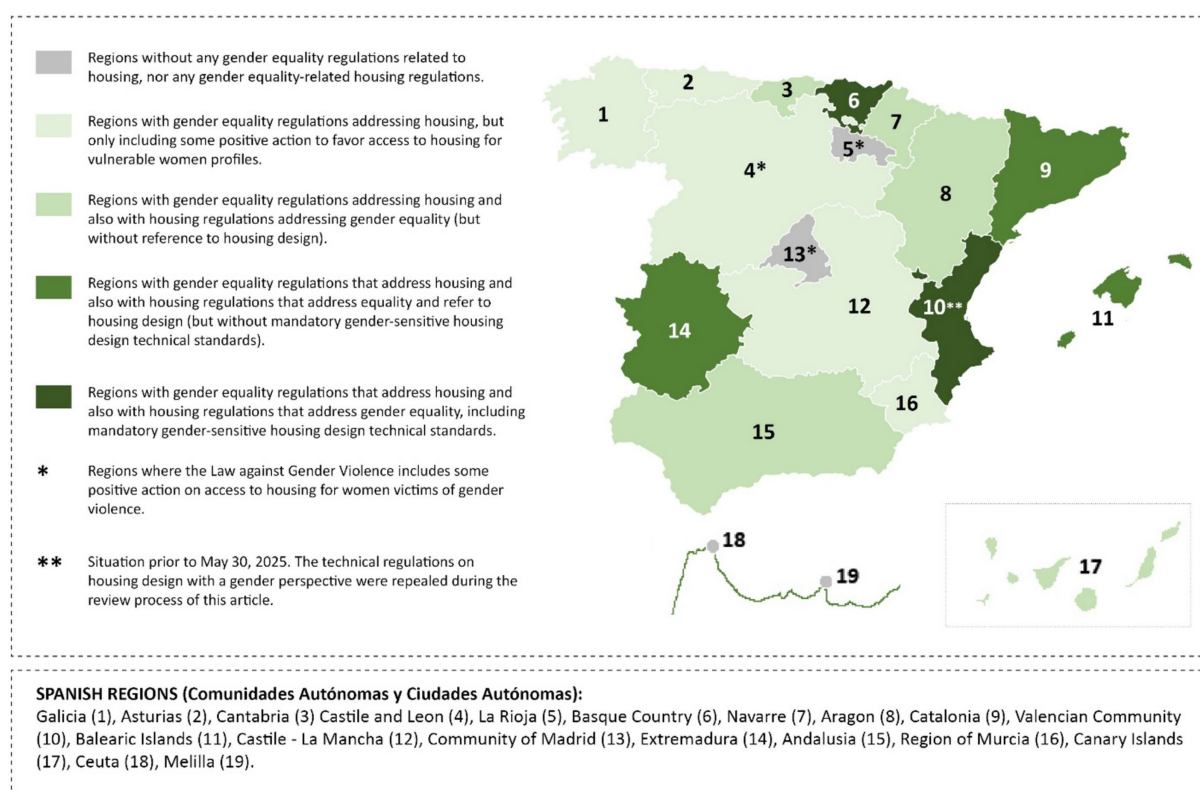 Regions without any gender equality regulations related to
housing, nor any gender equality-related housing regulations.
Regions with gender equality regulations addressing housing, but
only including some positive action to favor access to housing for
vulnerable women profiles.
Regions with gender equality regulations addressing housing and
also with housing regulations addressing gender equality (but
without reference to housing design).
Regions with gender equality regulations that address housing and
also with housing regulations that address equality and refer to
housing design (but without mandatory gender-sensitive housing
design technical standards).
Regions with gender equality regulations that address housing and
also with housing regulations that address gender equality, including
mandatory gender-sensitive housing design technical standards.
* Regions where the Law against Gender Violence includes some
positive action on access to housing for women victims of gender
violence.
** Situation prior to May 30, 2025. The technical regulations on
housing design with a gender perspective were repealed during the
review process of this article.
1
2
3
4*
5*
6
7
8
9
10**
11
12
13*
14
15
16
17
18
19
SPANISH REGIONS (Comunidades Autónomas y Ciudades Autónomas):
Galicia (1), Asturias (2), Cantabria (3) Castile and Leon (4), La Rioja (5), Basque Country (6), Navarre (7), Aragon (8), Catalonia (9), Valencian Community
(10), Balearic Islands (11), Castile - La Mancha (12), Community of Madrid (13), Extremadura (14), Andalusia (15), Region of Murcia (16), Canary Islands
(17), Ceuta (18), Melilla (19).